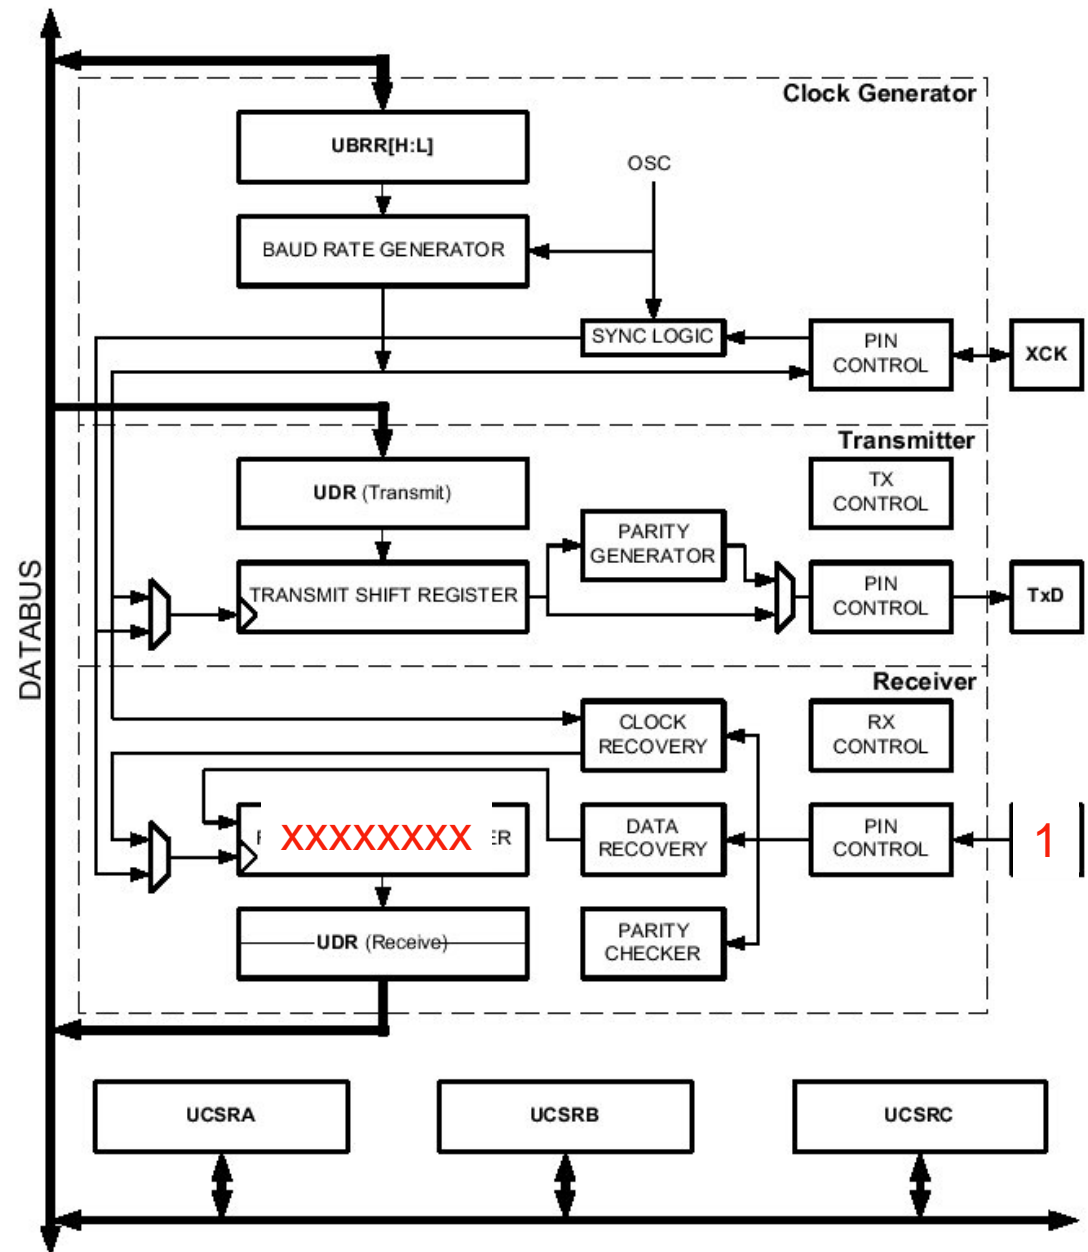 Clock Generator
UBRR[H:L]
OSC
BAUD RATE GENERATOR
SYNC LOGIC
PIN
CONTROL
XCK
Transmitter
UDR (Transmit)
TX
CONTROL
PARITY
GENERATOR
TRANSMIT SHIFT REGISTER
PIN
CONTROL
TxD
DATABUS
Receiver
CLOCK
RECOVERY
RX
CONTROL
XXXXXXXX
ER
DATA
RECOVERY
PIN
CONTROL
1
UDR (Receive)
PARITY
CHECKER
UCSRA
UCSRB
UCSRC